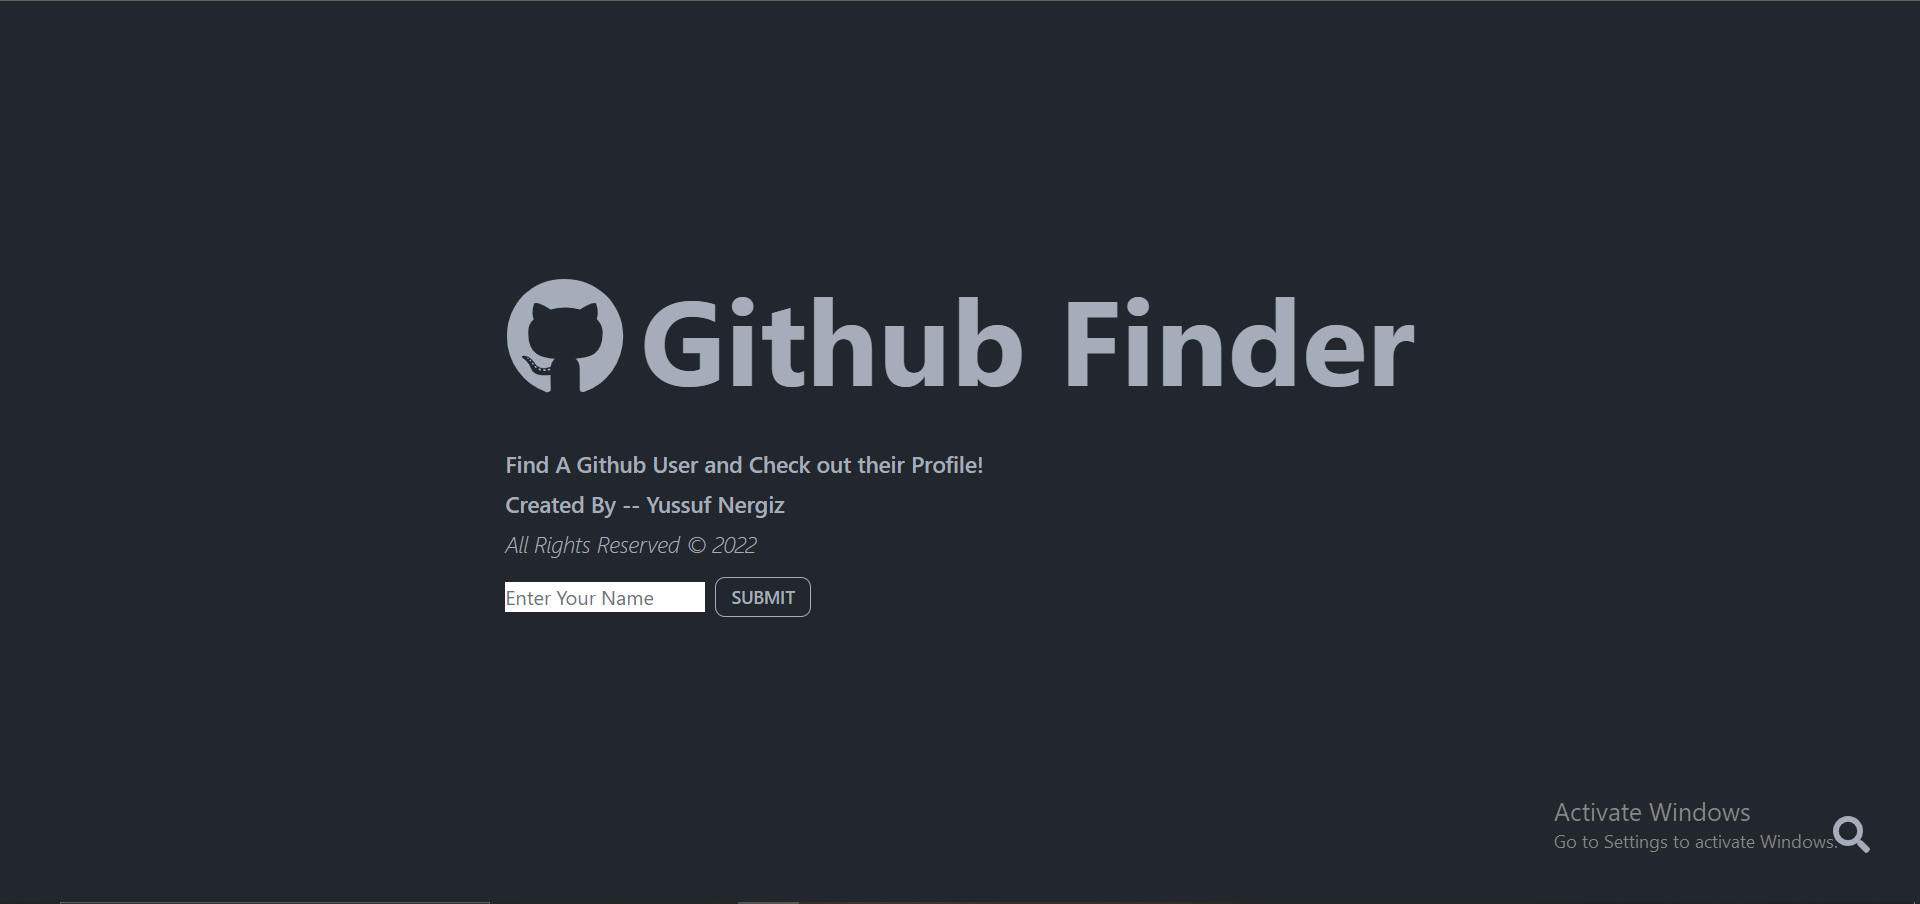 Github Finder
Find A Github User and Check out their Profile!
Created By -- Yussuf Nergiz
All Rights Reserved © 2022
Enter Your Name
SUBMIT
Activate Windows
Go to Settings to activate Windows.